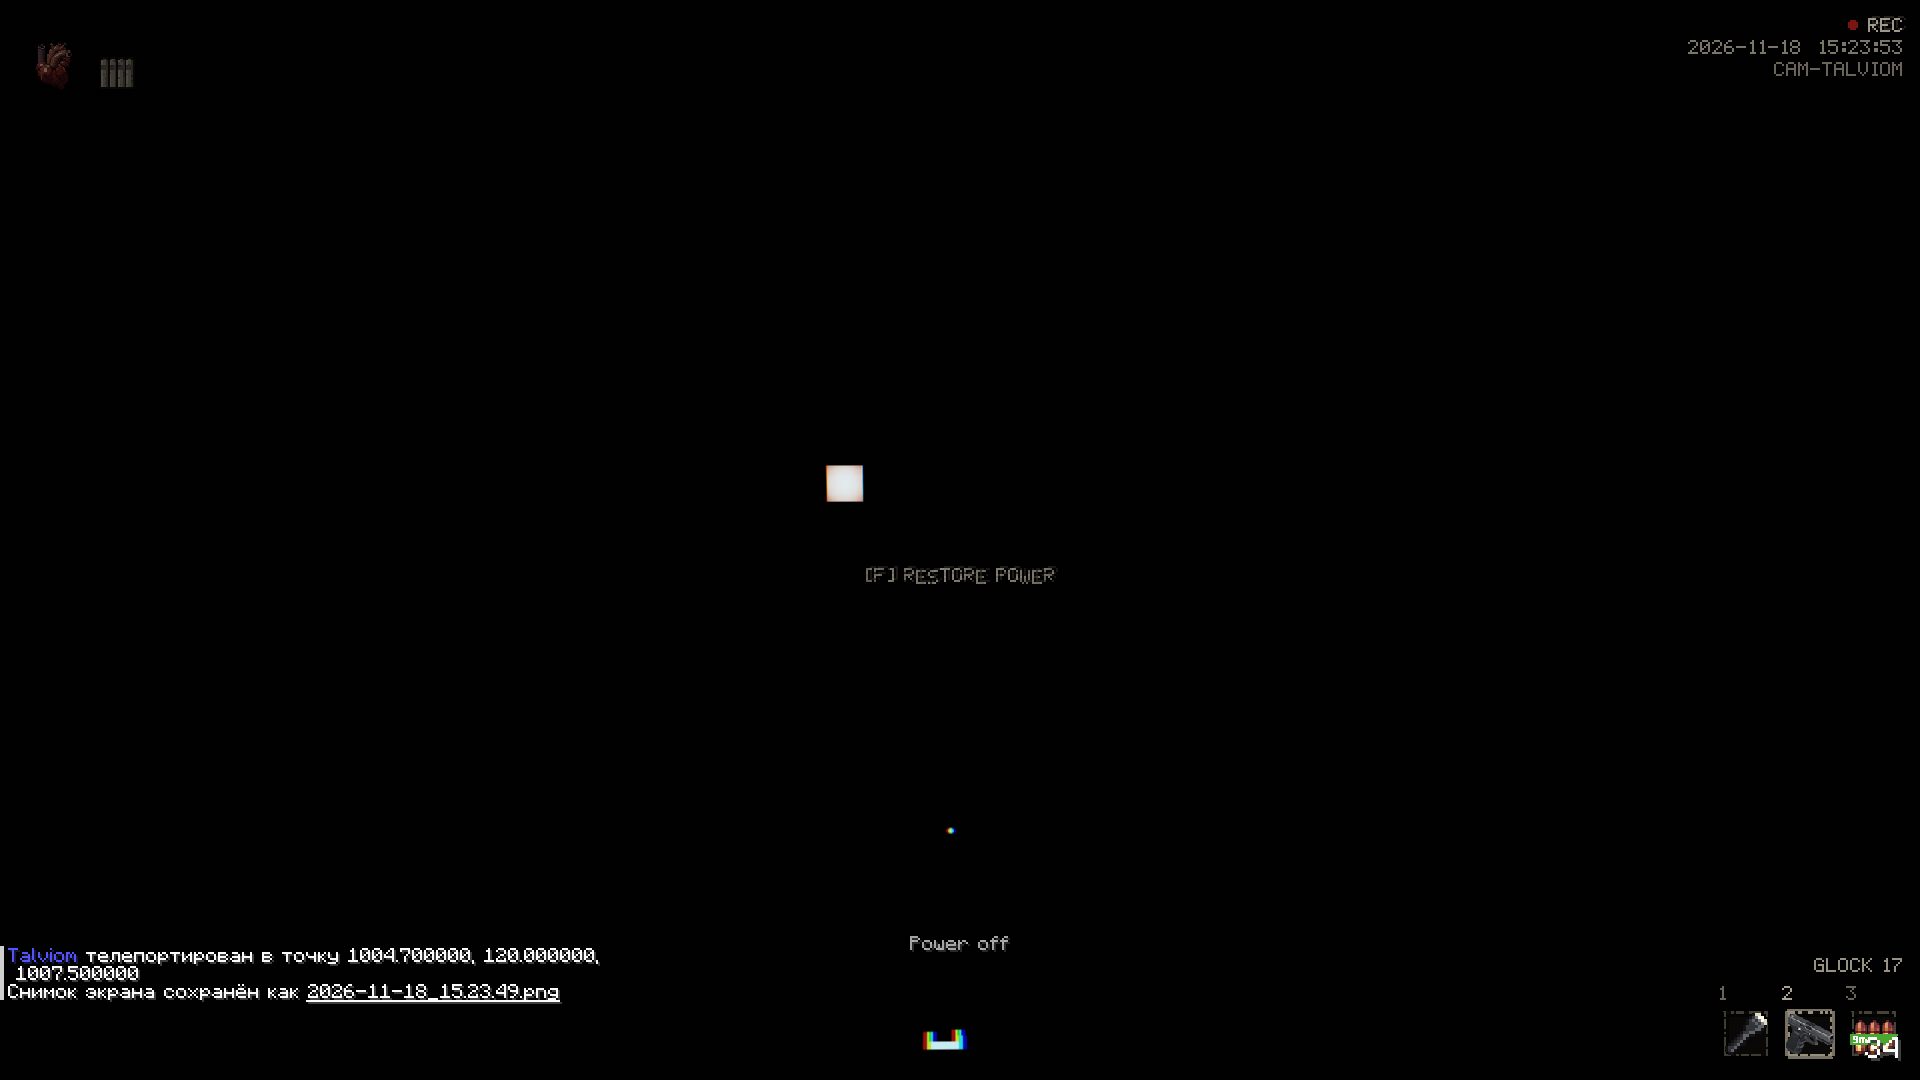 REC
2026-11-18 15:23:53
CAM-TALVIOM
[F] RESTORE POWER
Power off
Talviom телепортирован в точку 1004.700000, 120.000000,
1007.500000
Снимок экрана сохранён как 2026-11-18_15.23.49.png
GLOCK 17
1 2 3
9mm
34